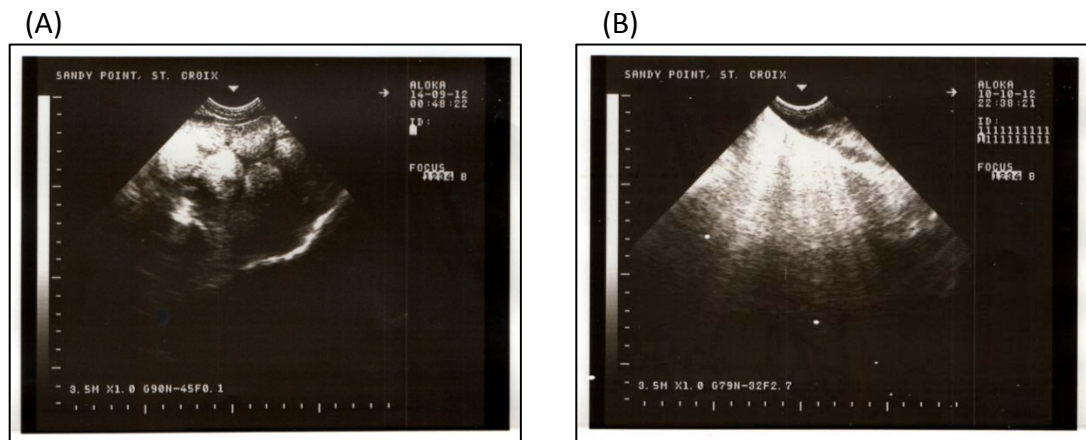 (A)
(B)
SANDY POINT, ST. CROIX
ALOKA
14-09-12
00:48:22
ID:
FOCUS
1234 B
3.5M X1.0 G90N-45F0.1
SANDY POINT, ST. CROIX
ALOKA
10-10-12
22:38:21
ID:
1111111111
A111111111
FOCUS
1234 B
3.5M X1.0 G79N-32F2.7